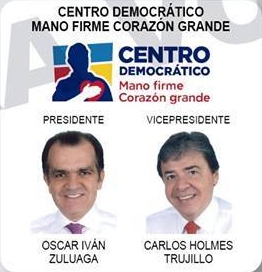 CENTRO DEMOCRÁTICO
MANO FIRME CORAZÓN GRANDE
CENTRO
DEMOCRÁTICO
Mano firme
Corazón grande
PRESIDENTE
VICEPRESIDENTE
OSCAR IVÁN
ZULUAGA
CARLOS HOLMES
TRUJILLO